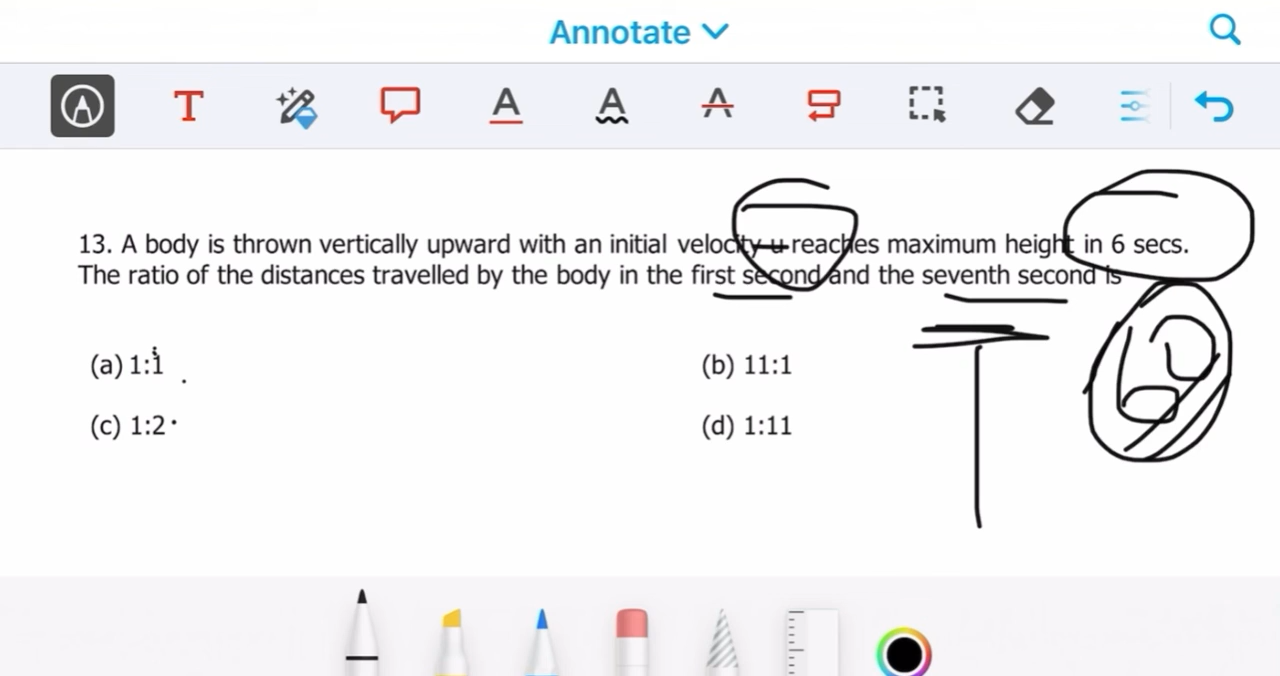 Annotate
T
A
A
A
13. A body is thrown vertically upward with an initial velocity u reaches maximum height in 6 secs.
The ratio of the distances travelled by the body in the first second and the seventh second is
(a) 1:1
(b) 11:1
(c) 1:2
(d) 1:11